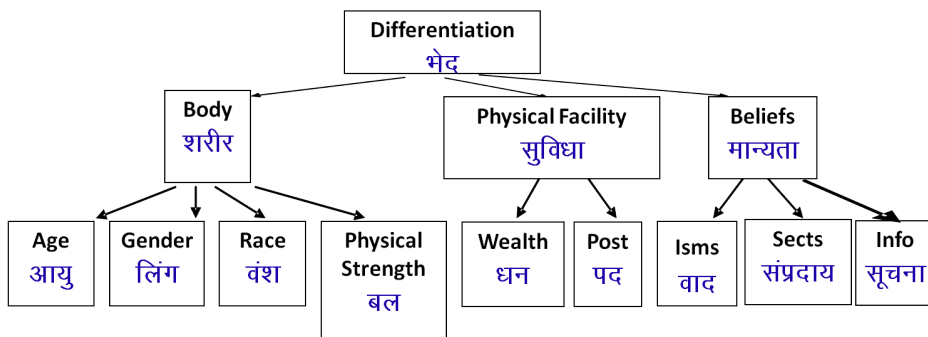 Differentiation
भेद
Body
शरीर
Physical Facility
सुविधा
Beliefs
मान्यता
Age
आयु
Gender
लिंग
Race
वंश
Physical
Strength
बल
Wealth
धन
Post
पद
Isms
वाद
Sects
संप्रदाय
Info
सूचना